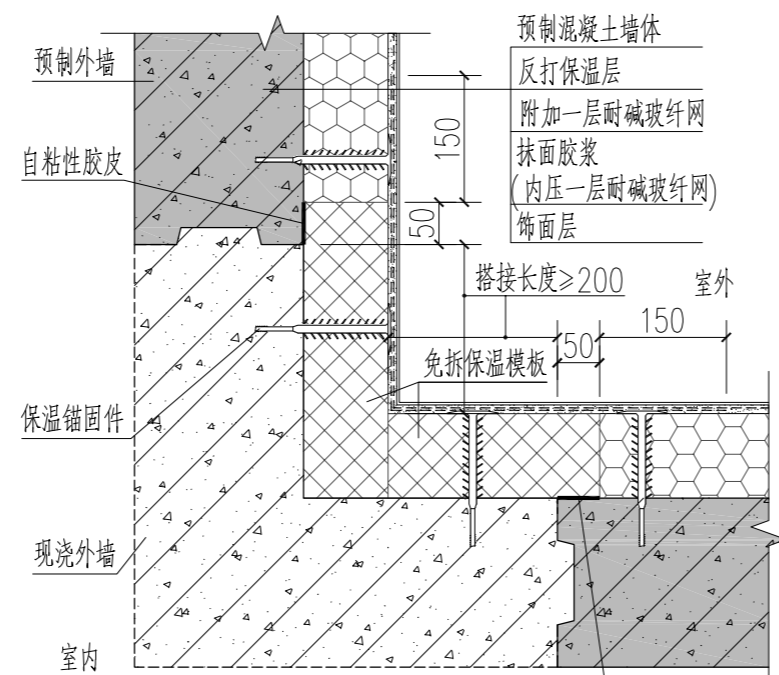 预制混凝土墙体
反打保温层
附加一层耐碱玻纤网
抹面胶浆
(内压一层耐碱玻纤网)
饰面层
预制外墙
自粘性胶皮
150
50
搭接长度≥200
室外
150
50
免拆保温模板
保温锚固件
现浇外墙
室内